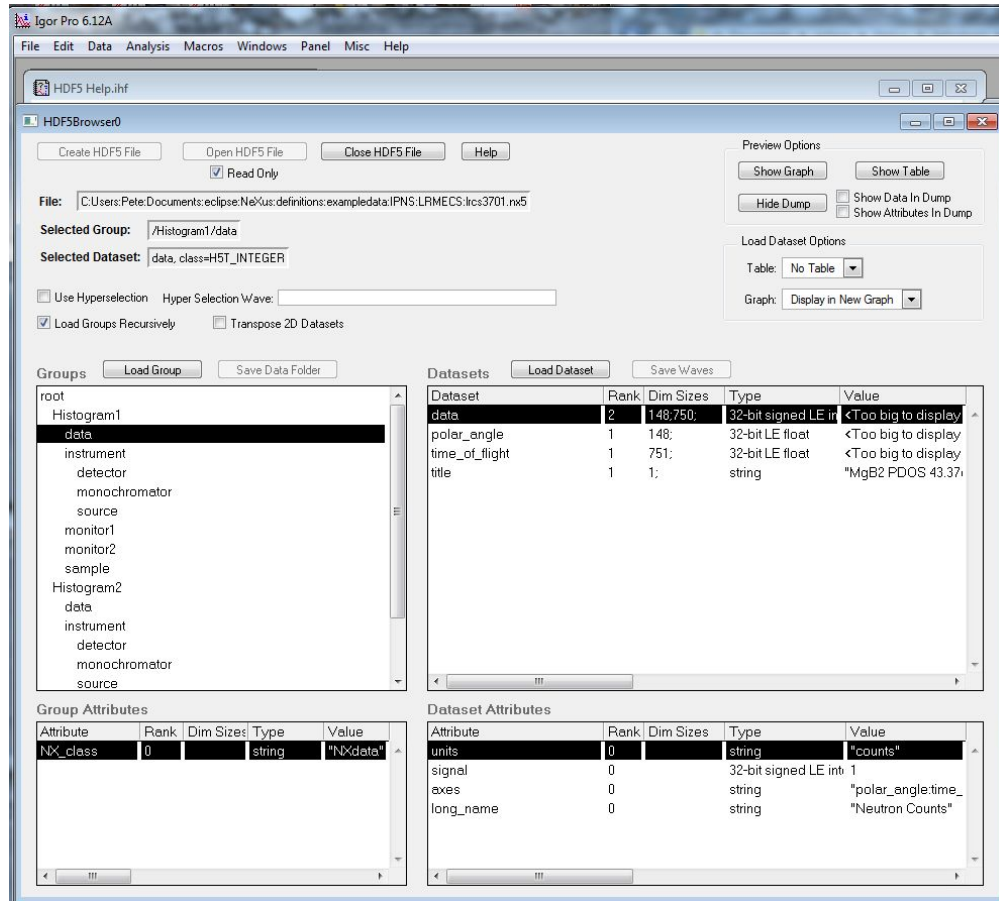 Igor Pro 6.12A
File Edit Data Analysis Macros Windows Panel Misc Help
HDF5 Help.ihf
HDF5Browser0
Create HDF5 File Open HDF5 File Close HDF5 File Help
Read Only
File: C:Users:Pete:Documents:eclipse:NeXus:definitions:exampledata:IPNS:LRMECS:lrcs3701.nx5
Selected Group: /Histogram1/data
Selected Dataset: data, class=H5T_INTEGER
Use Hyperselection Hyper Selection Wave:
Load Groups Recursively Transpose 2D Datasets
Preview Options
Show Graph Show Table
Hide Dump Show Data In Dump
Show Attributes In Dump
Load Dataset Options
Table: No Table
Graph: Display in New Graph
Groups Load Group Save Data Folder
root
Histogram1
data
instrument
detector
monochromator
source
monitor1
monitor2
sample
Histogram2
data
instrument
detector
monochromator
source
Datasets Load Dataset Save Waves
Dataset Rank Dim Sizes Type Value
data 2 148;750; 32-bit signed LE in <Too big to display
polar_angle 1 148; 32-bit LE float <Too big to display
time_of_flight 1 751; 32-bit LE float <Too big to display
title 1 1; string "MgB2 PDOS 43.37
Group Attributes
Attribute Rank Dim Sizes Type Value
NX_class 0 string "NXdata"
Dataset Attributes
Attribute Rank Dim Sizes Type Value
units 0 string "counts"
signal 0 32-bit signed LE int 1
axes 0 string "polar_angle:time_
long_name 0 string "Neutron Counts"